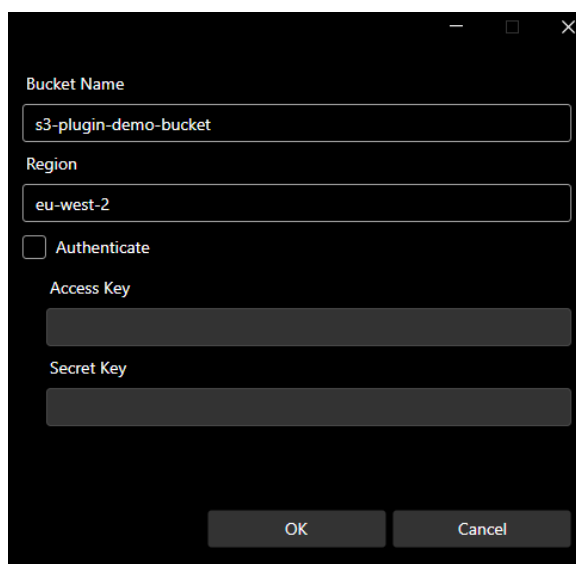 Bucket Name
s3-plugin-demo-bucket
Region
eu-west-2
Authenticate
Access Key
Secret Key
OK Cancel